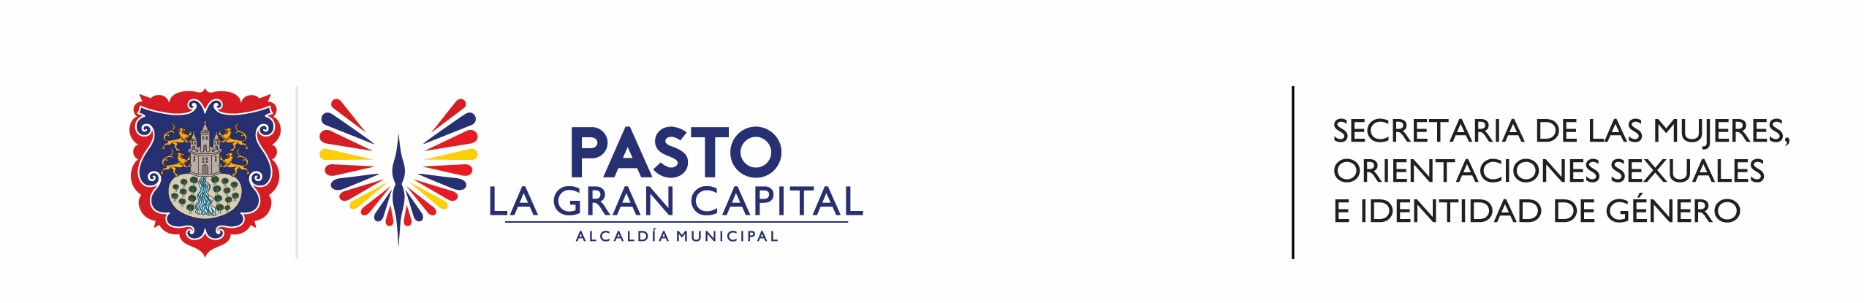 PASTO
LA GRAN CAPITAL
ALCALDÍA MUNICIPAL
SECRETARIA DE LAS MUJERES,
ORIENTACIONES SEXUALES
E IDENTIDAD DE GÉNERO